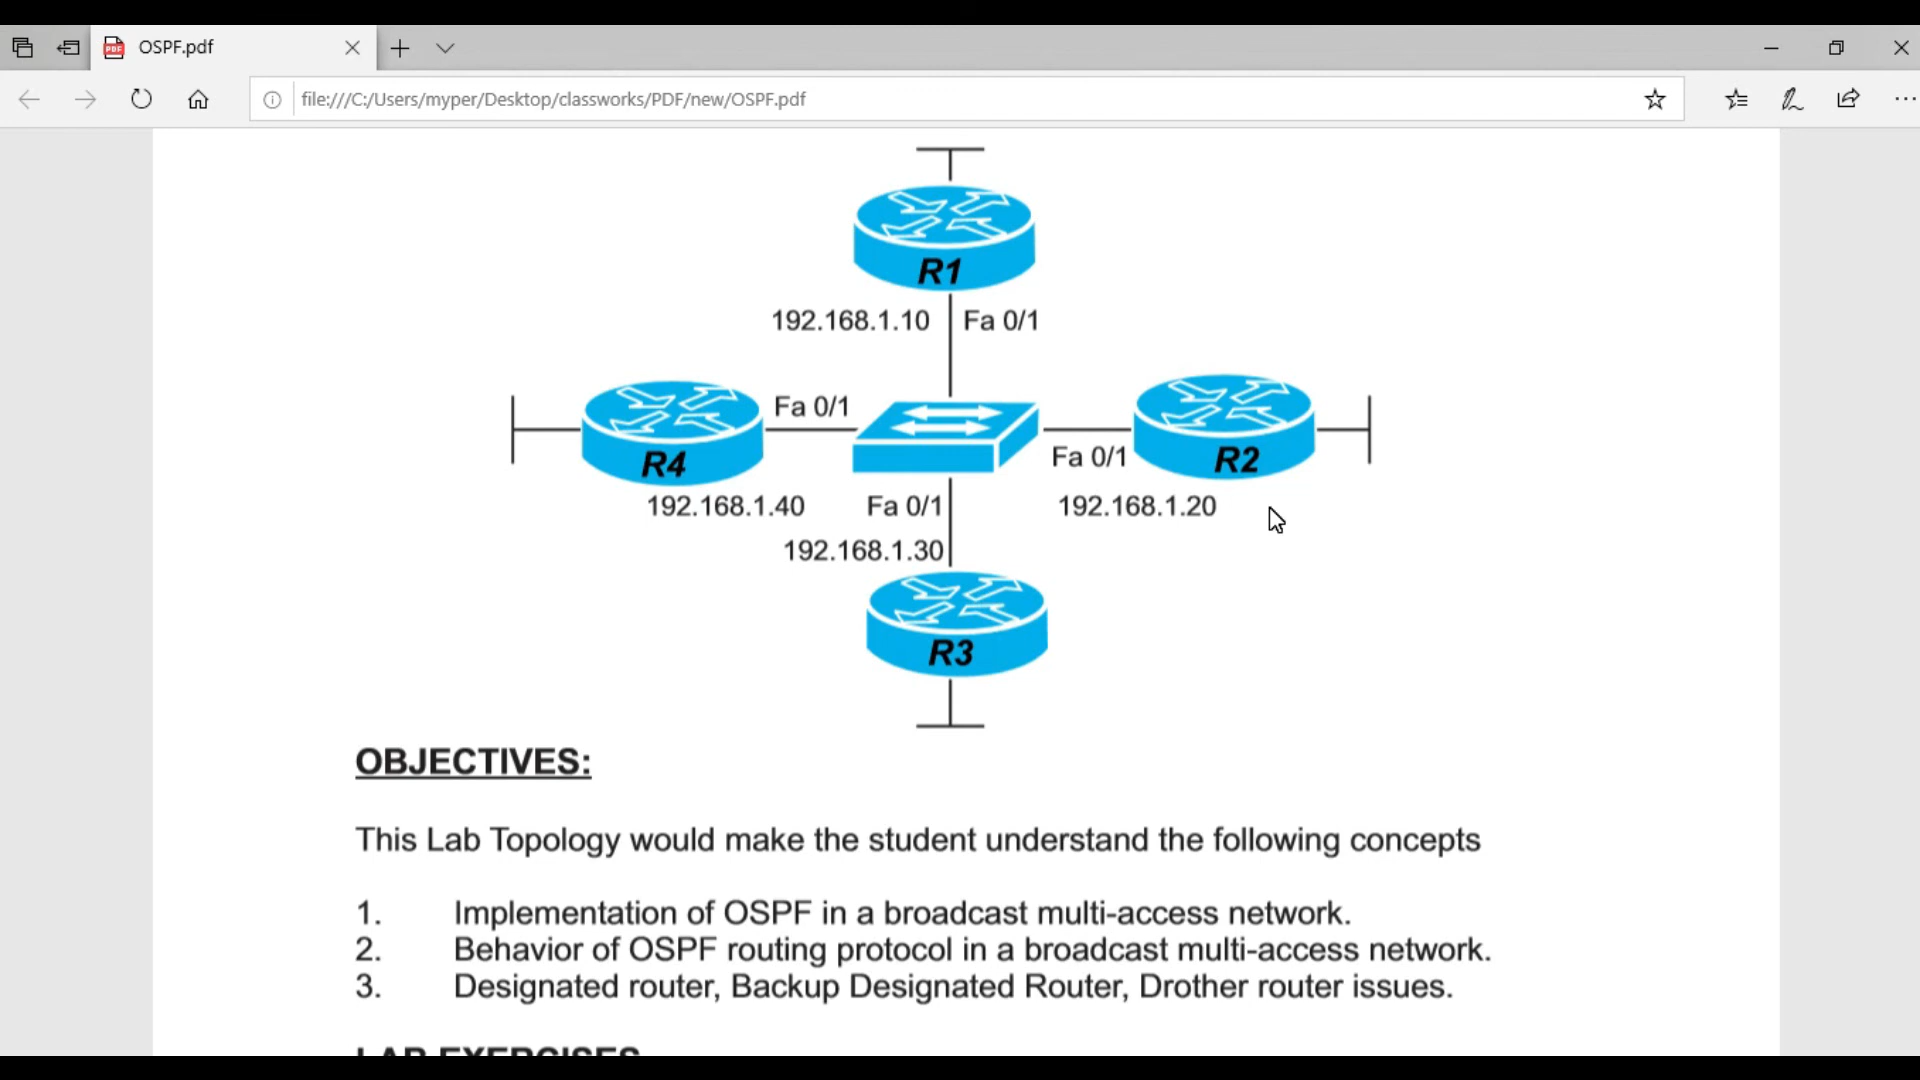 OSPF.pdf
file:///C:/Users/myper/Desktop/classworks/PDF/new/OSPF.pdf
R1
192.168.1.10 Fa 0/1
Fa 0/1
R4
Fa 0/1
R2
192.168.1.40 Fa 0/1 192.168.1.20
192.168.1.30
R3
OBJECTIVES:
This Lab Topology would make the student understand the following concepts
1. Implementation of OSPF in a broadcast multi-access network.
2. Behavior of OSPF routing protocol in a broadcast multi-access network.
3. Designated router, Backup Designated Router, Drother router issues.
LAB EXERCISES